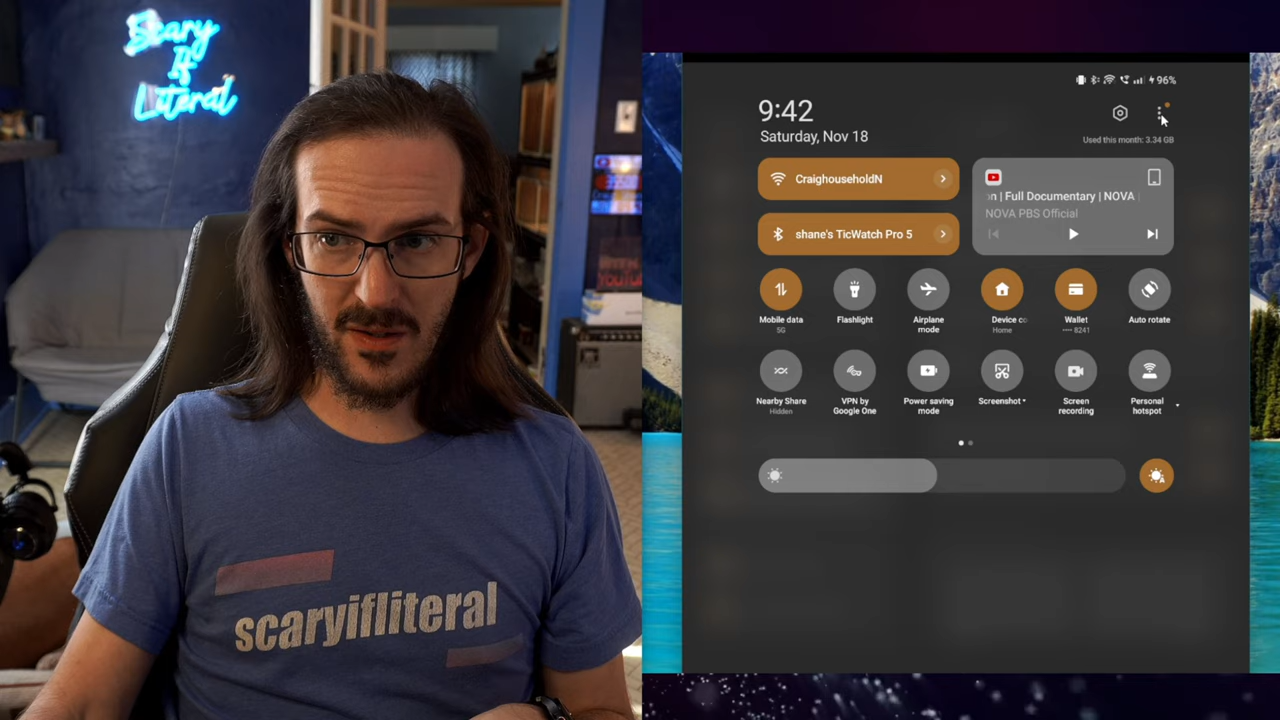 Scary
If
Literal
scaryifliteral
96%
9:42
Saturday, Nov 18
Used this month: 3.34 GB
CraighouseholdN
n | Full Documentary | NOVA |
NOVA PBS Official
shane's TicWatch Pro 5
Mobile data
5G
Flashlight
Airplane
mode
Device co
Home
Wallet
•••• 8241
Auto rotate
Nearby Share
Hidden
VPN by
Google One
Power saving
mode
Screenshot
Screen
recording
Personal
hotspot
A